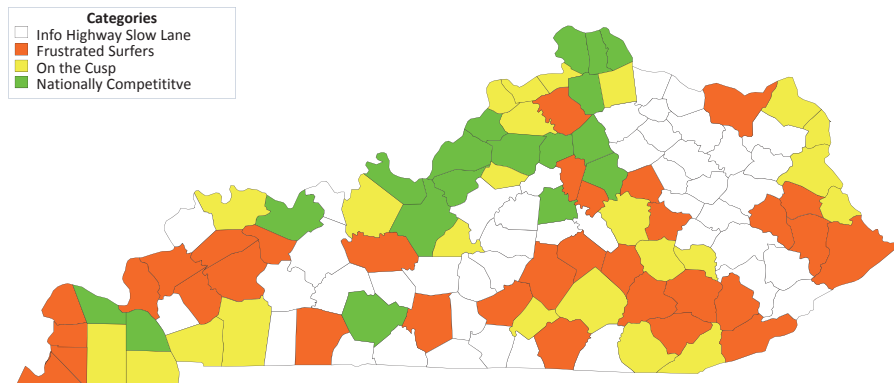 Categories
Info Highway Slow Lane
Frustrated Surfers
On the Cusp
Nationally Competititve